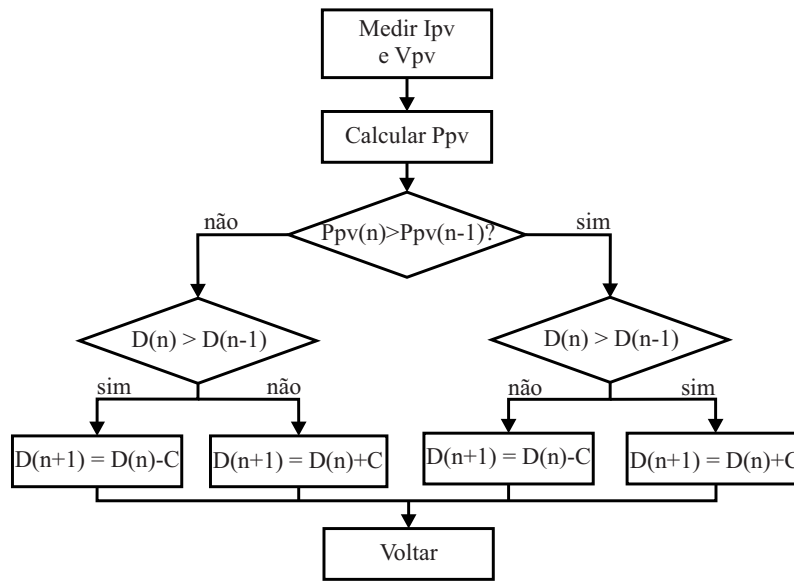 Medir Ipv
e Vpv
Calcular Ppv
não
sim
Ppv(n)>Ppv(n-1)?
D(n) > D(n-1)
D(n) > D(n-1)
sim
não
não
sim
D(n+1) = D(n)-C
D(n+1) = D(n)+C
D(n+1) = D(n)-C
D(n+1) = D(n)+C
Voltar